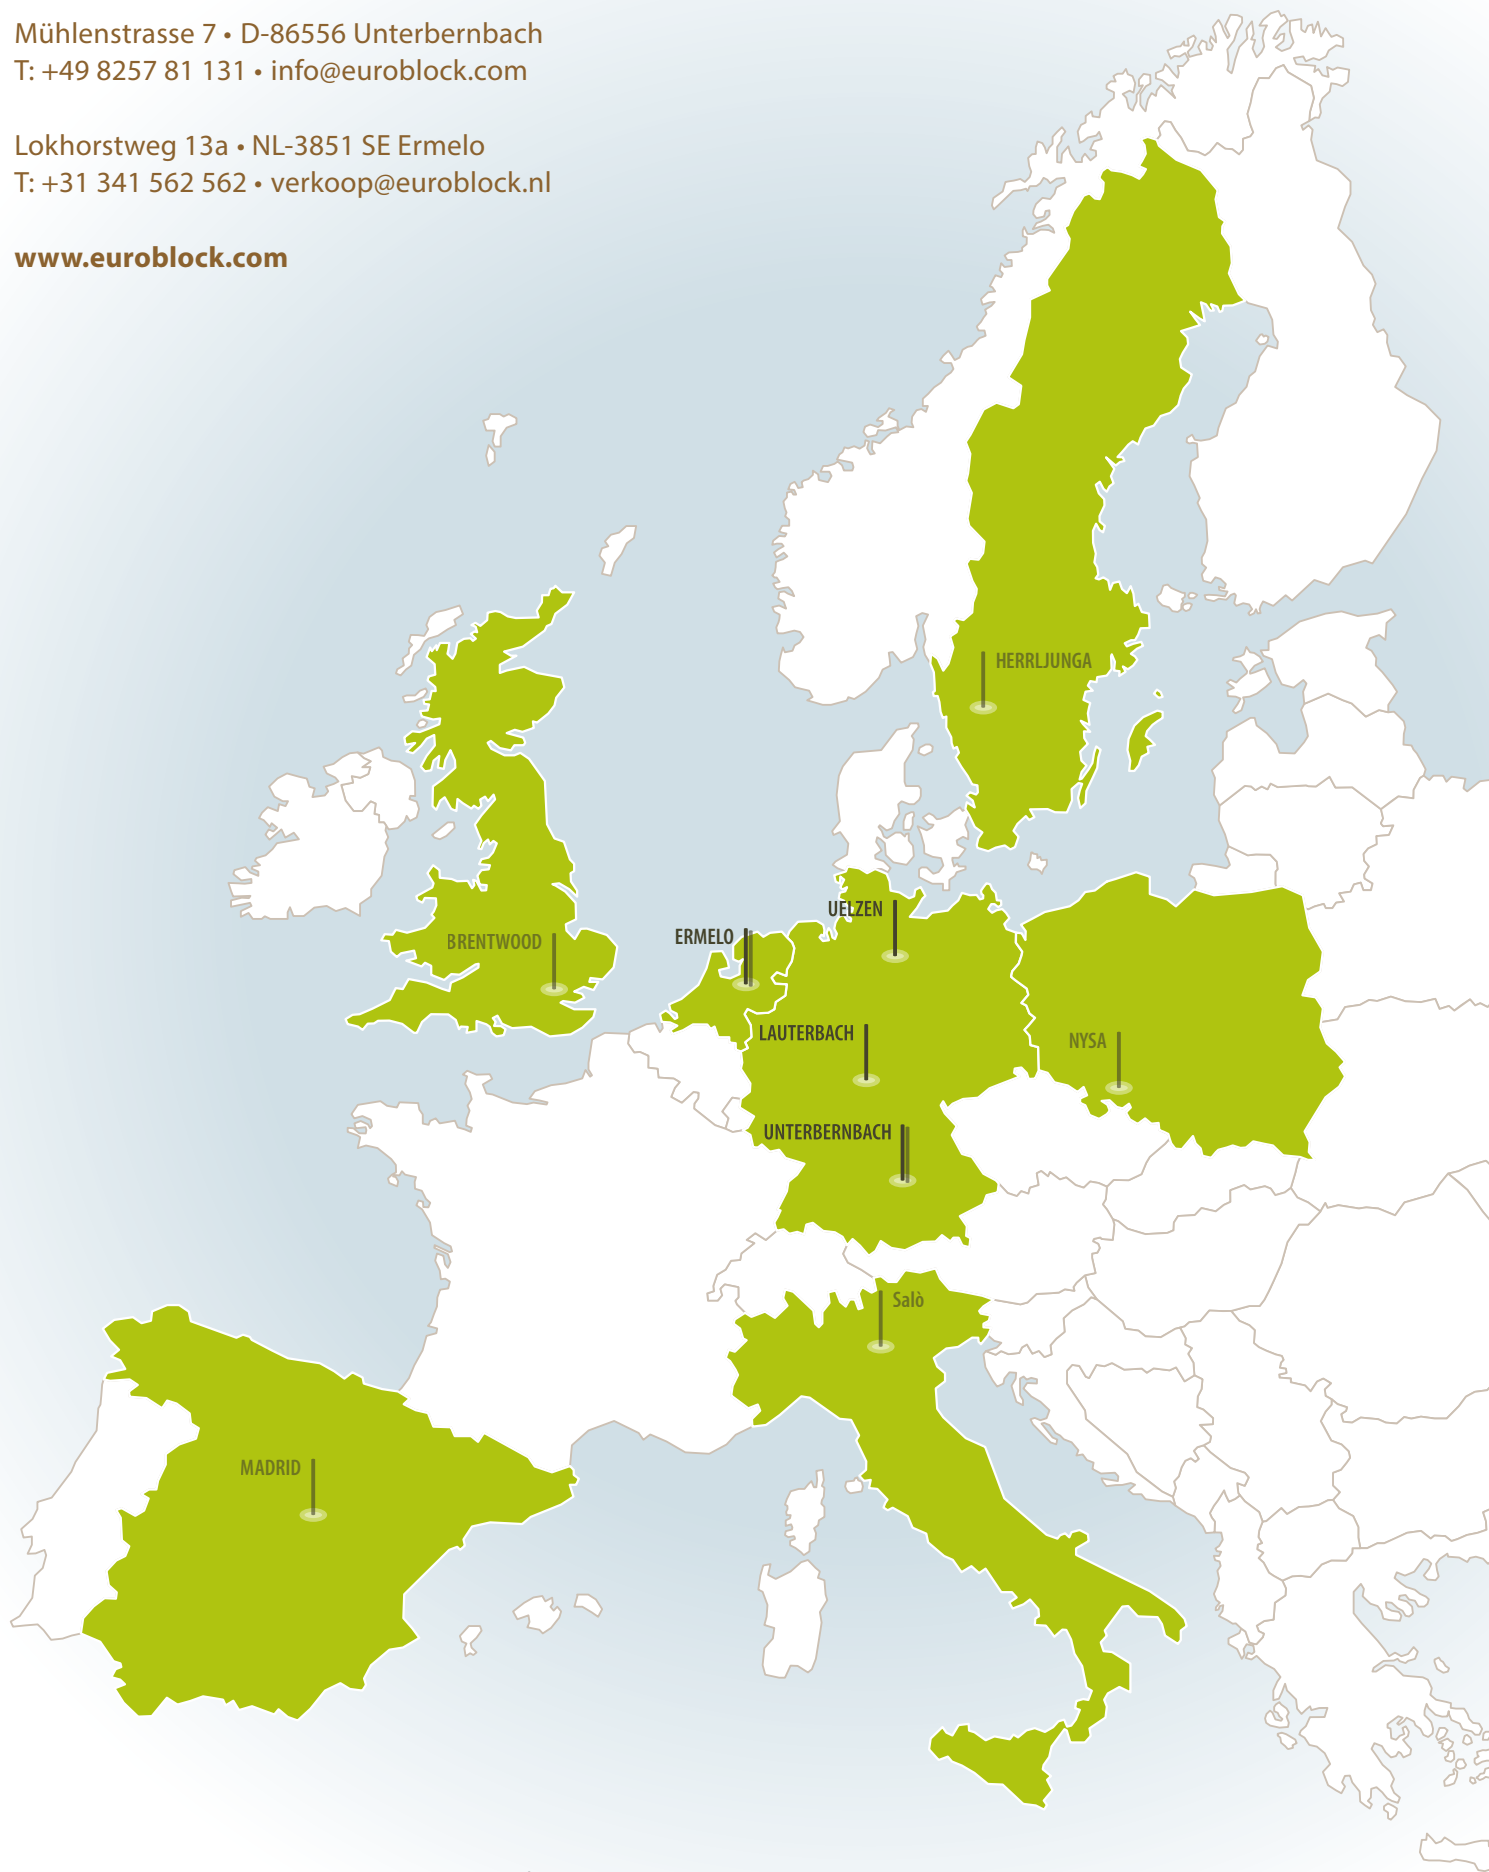 Mühlenstrasse 7 • D-86556 Unterbernbach
T: +49 8257 81 131 • info@euroblock.com
Lokhorstweg 13a • NL-3851 SE Ermelo
T: +31 341 562 562 • verkoop@euroblock.nl
www.euroblock.com
HERRLJUNGA
UELZEN
ERMELO
BRENTWOOD
LAUTERBACH
NYSA
UNTERBERNBACH
Salò
MADRID